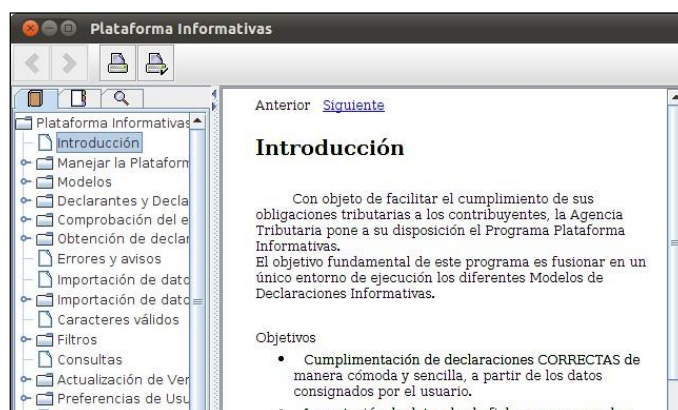 Plataforma Informativas
Plataforma Informativas
Introducción
Manejar la Plataform
Modelos
Declarantes y Decla
Comprobación del e
Obtención de declar
Errores y avisos
Importación de dato
Importación de dato
Caracteres válidos
Filtros
Consultas
Actualización de Ver
Preferencias de Usu
Anterior Siguiente
Introducción
Con objeto de facilitar el cumplimiento de sus
obligaciones tributarias a los contribuyentes, la Agencia
Tributaria pone a su disposición el Programa Plataforma
Informativas.
El objetivo fundamental de este programa es fusionar en un
único entorno de ejecución los diferentes Modelos de
Declaraciones Informativas.
Objetivos
• Cumplimentación de declaraciones CORRECTAS de
manera cómoda y sencilla, a partir de los datos
consignados por el usuario.